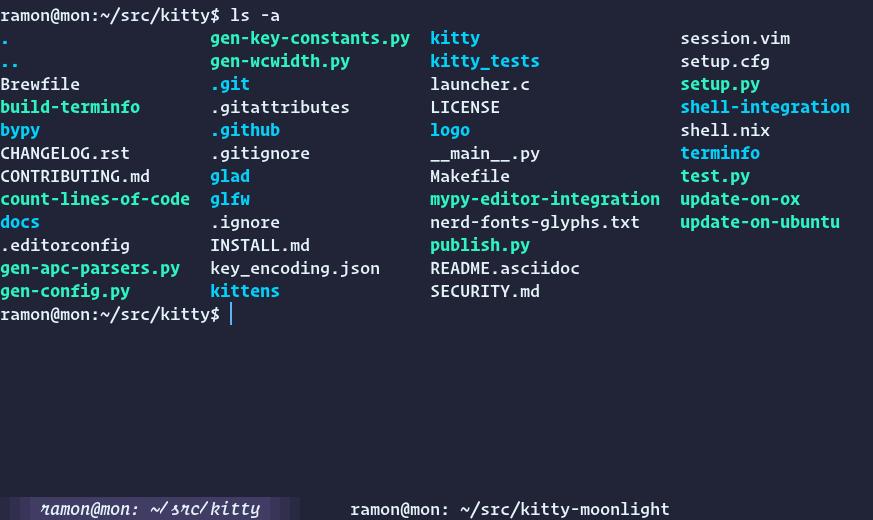 ramon@mon:~/src/kitty$ ls -a
. gen-key-constants.py kitty session.vim
.. gen-wcwidth.py kitty_tests setup.cfg
Brewfile .git launcher.c setup.py
build-terminfo .gitattributes LICENSE shell-integration
bypy .github logo shell.nix
CHANGELOG.rst .gitignore __main__.py terminfo
CONTRIBUTING.md glad Makefile test.py
count-lines-of-code glfw mypy-editor-integration update-on-ox
docs .ignore nerd-fonts-glyphs.txt update-on-ubuntu
.editorconfig INSTALL.md publish.py
gen-apc-parsers.py key_encoding.json README.asciidoc
gen-config.py kittens SECURITY.md
ramon@mon:~/src/kitty$
ramon@mon: ~/src/kitty ramon@mon: ~/src/kitty-moonlight